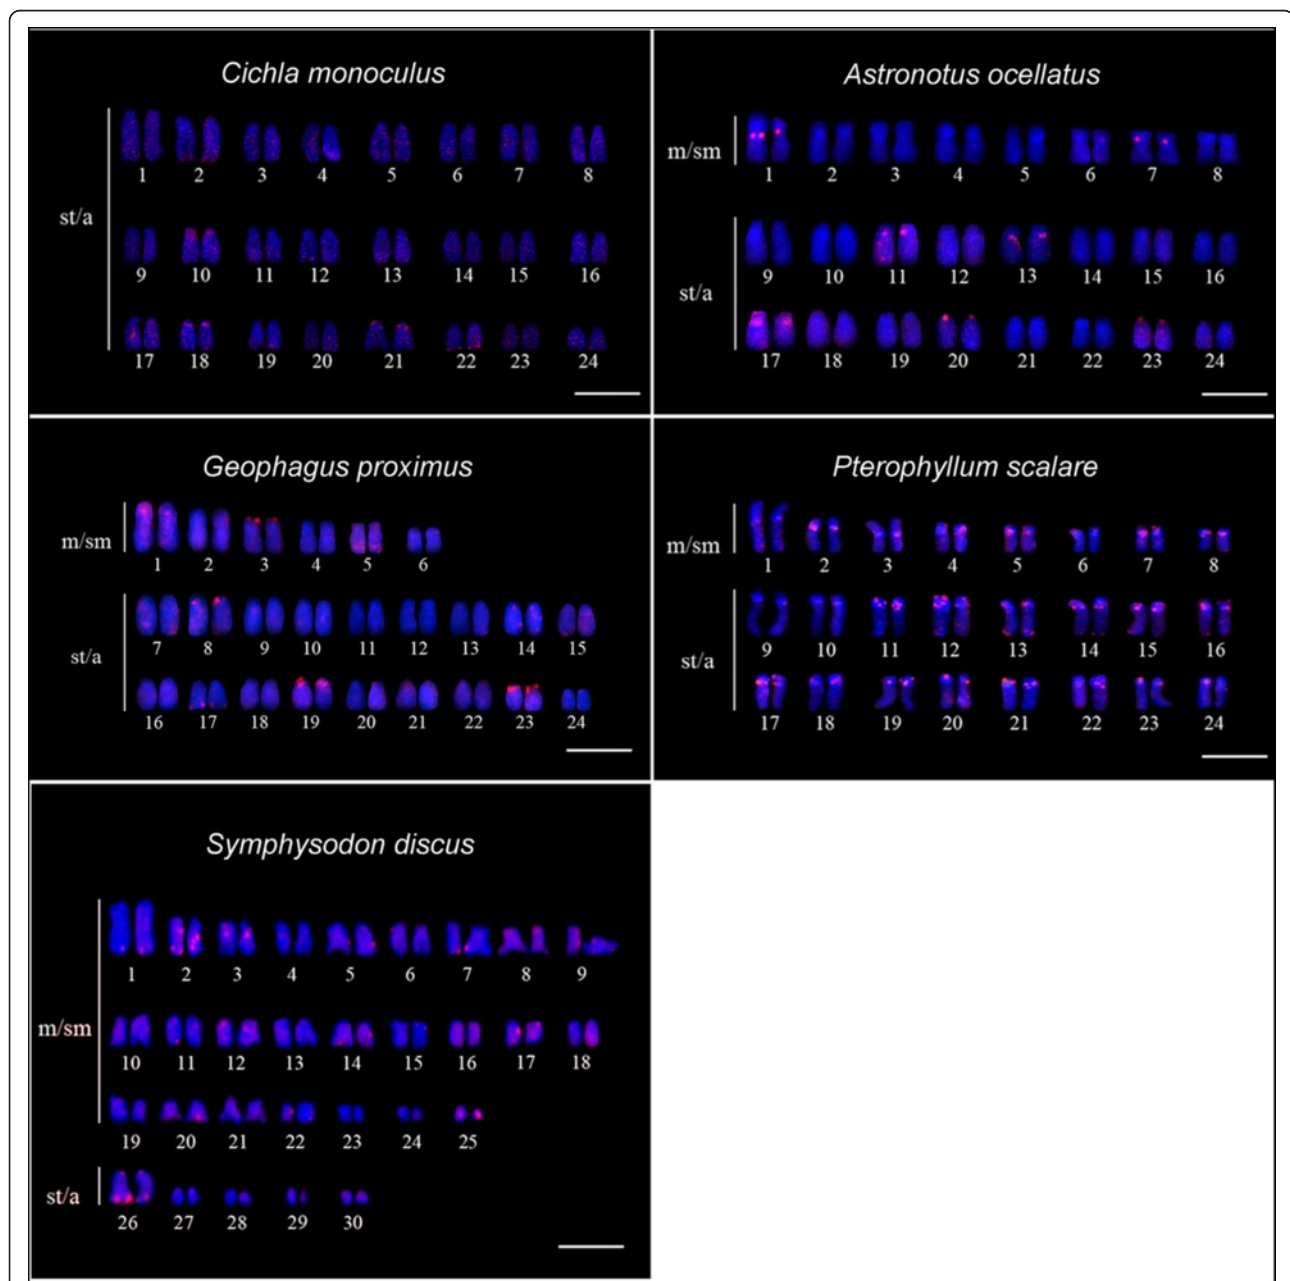 Cichla monoculus
st/a
1 2 3 4 5 6 7 8
9 10 11 12 13 14 15 16
17 18 19 20 21 22 23 24
Astronotus ocellatus
m/sm
1 2 3 4 5 6 7 8
st/a
9 10 11 12 13 14 15 16
17 18 19 20 21 22 23 24
Geophagus proximus
m/sm
1 2 3 4 5 6
st/a
7 8 9 10 11 12 13 14 15
16 17 18 19 20 21 22 23 24
Pterophyllum scalare
m/sm
1 2 3 4 5 6 7 8
st/a
9 10 11 12 13 14 15 16
17 18 19 20 21 22 23 24
Symphysodon discus
m/sm
1 2 3 4 5 6 7 8 9
10 11 12 13 14 15 16 17 18
19 20 21 22 23 24 25
st/a
26 27 28 29 30